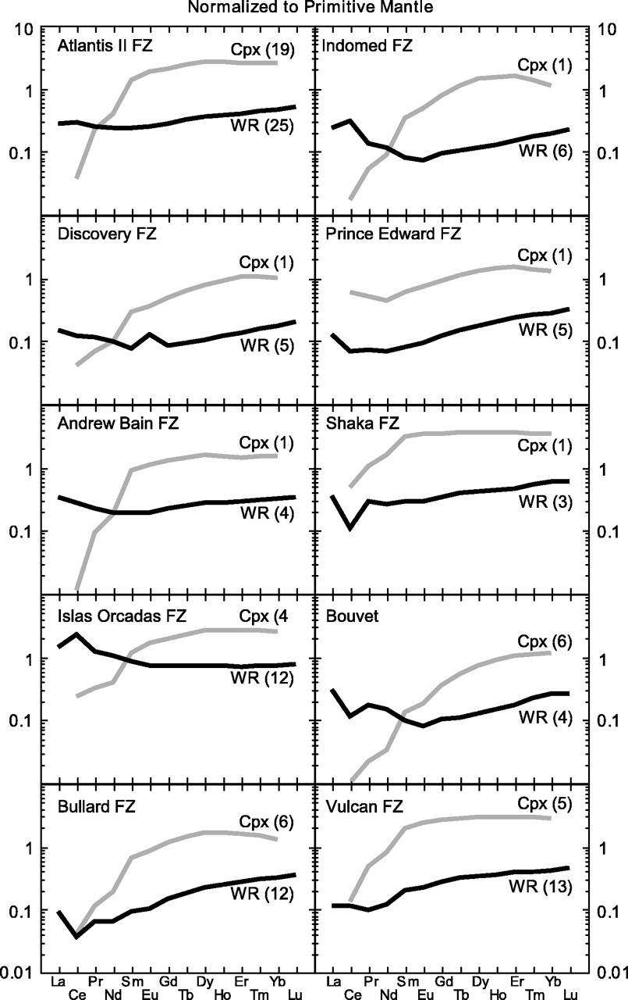 Normalized to Primitive Mantle
10 10
Atlantis II FZ Cpx (19) Indomed FZ Cpx (1)
1 1
WR (25) WR (6)
0.1 0.1
Discovery FZ Cpx (1) Prince Edward FZ Cpx (1)
1 1
WR (5) WR (5)
0.1 0.1
Andrew Bain FZ Cpx (1) Shaka FZ Cpx (1)
1 1
WR (4) WR (3)
0.1 0.1
Islas Orcadas FZ Cpx (4 Bouvet Cpx (6)
1 1
WR (12) WR (4)
0.1 0.1
Bullard FZ Cpx (6) Vulcan FZ Cpx (5)
1 1
WR (12) WR (13)
0.1 0.1
0.01 0.01
La Pr Sm Gd Dy Er Yb La Pr Sm Gd Dy Er Yb
Ce Nd Eu Tb Ho Tm Lu Ce Nd Eu Tb Ho Tm Lu